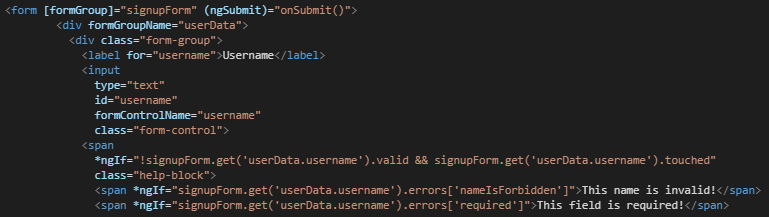 <form [formGroup]="signupForm" (ngSubmit)="onSubmit()">
<div formGroupName="userData">
<div class="form-group">
<label for="username">Username</label>
<input
type="text"
id="username"
formControlName="username"
class="form-control">
<span
*ngIf="!signupForm.get('userData.username').valid && signupForm.get('userData.username').touched"
class="help-block">
<span *ngIf="signupForm.get('userData.username').errors['nameIsForbidden']">This name is invalid!</span>
<span *ngIf="signupForm.get('userData.username').errors['required']">This field is required!</span>